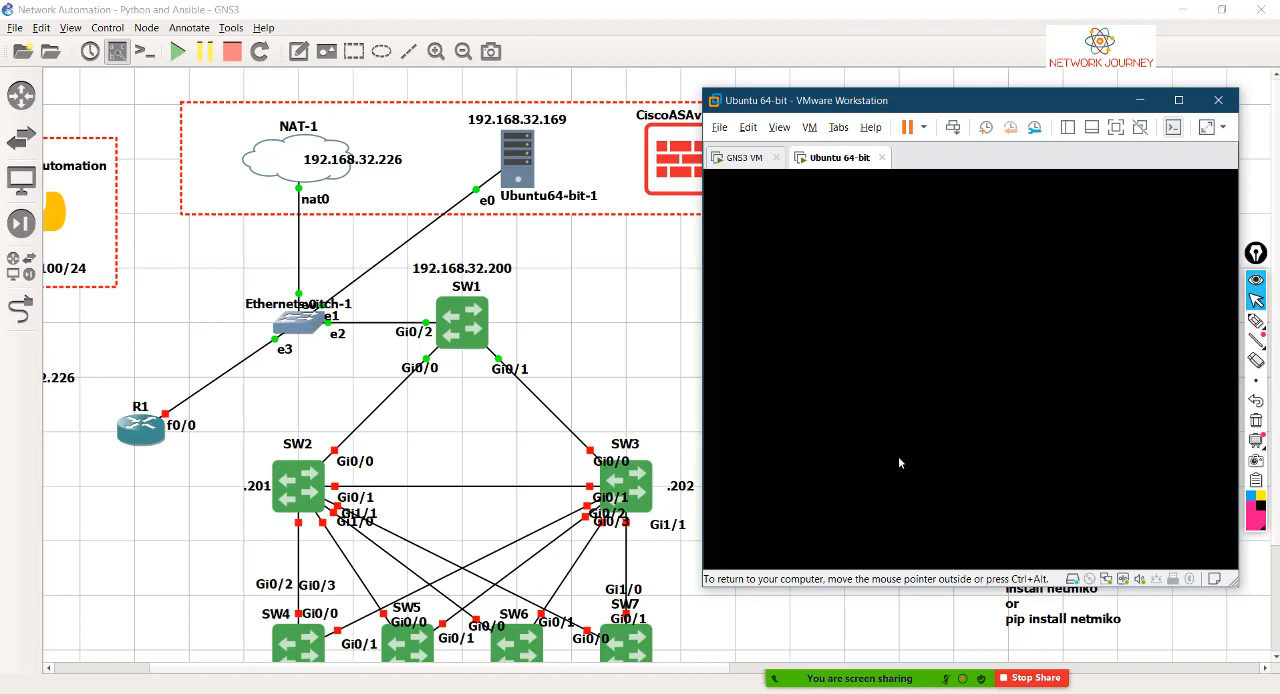 Network Automation - Python and Ansible - GNS3
File Edit View Control Node Annotate Tools Help
NETWORK JOURNEY
Ubuntu 64-bit - VMware Workstation
File Edit View VM Tabs Help
GNS3 VM
Ubuntu 64-bit
NAT-1
192.168.32.226
nat0
192.168.32.169
e0
Ubuntu64-bit-1
CiscoASAv
utomation
100/24
192.168.32.200
SW1
Ethernetswitch-1
e1
e2
e3
Gi0/2
Gi0/0
Gi0/1
2.226
R1
f0/0
SW2
Gi0/0
SW3
Gi0/0
.201
.202
Gi0/1
Gi1/1
Gi1/0
Gi0/1
Gi0/2
Gi1/1
Gi0/2
Gi0/3
Gi1/0
SW4
Gi0/0
SW5
Gi0/0
SW6
Gi0/0
Gi0/1
SW7
Gi0/1
Gi0/1
Gi0/1
Gi0/0
To return to your computer, move the mouse pointer outside or press Ctrl+Alt.
install netmiko
or
pip install netmiko
You are screen sharing
Stop Share